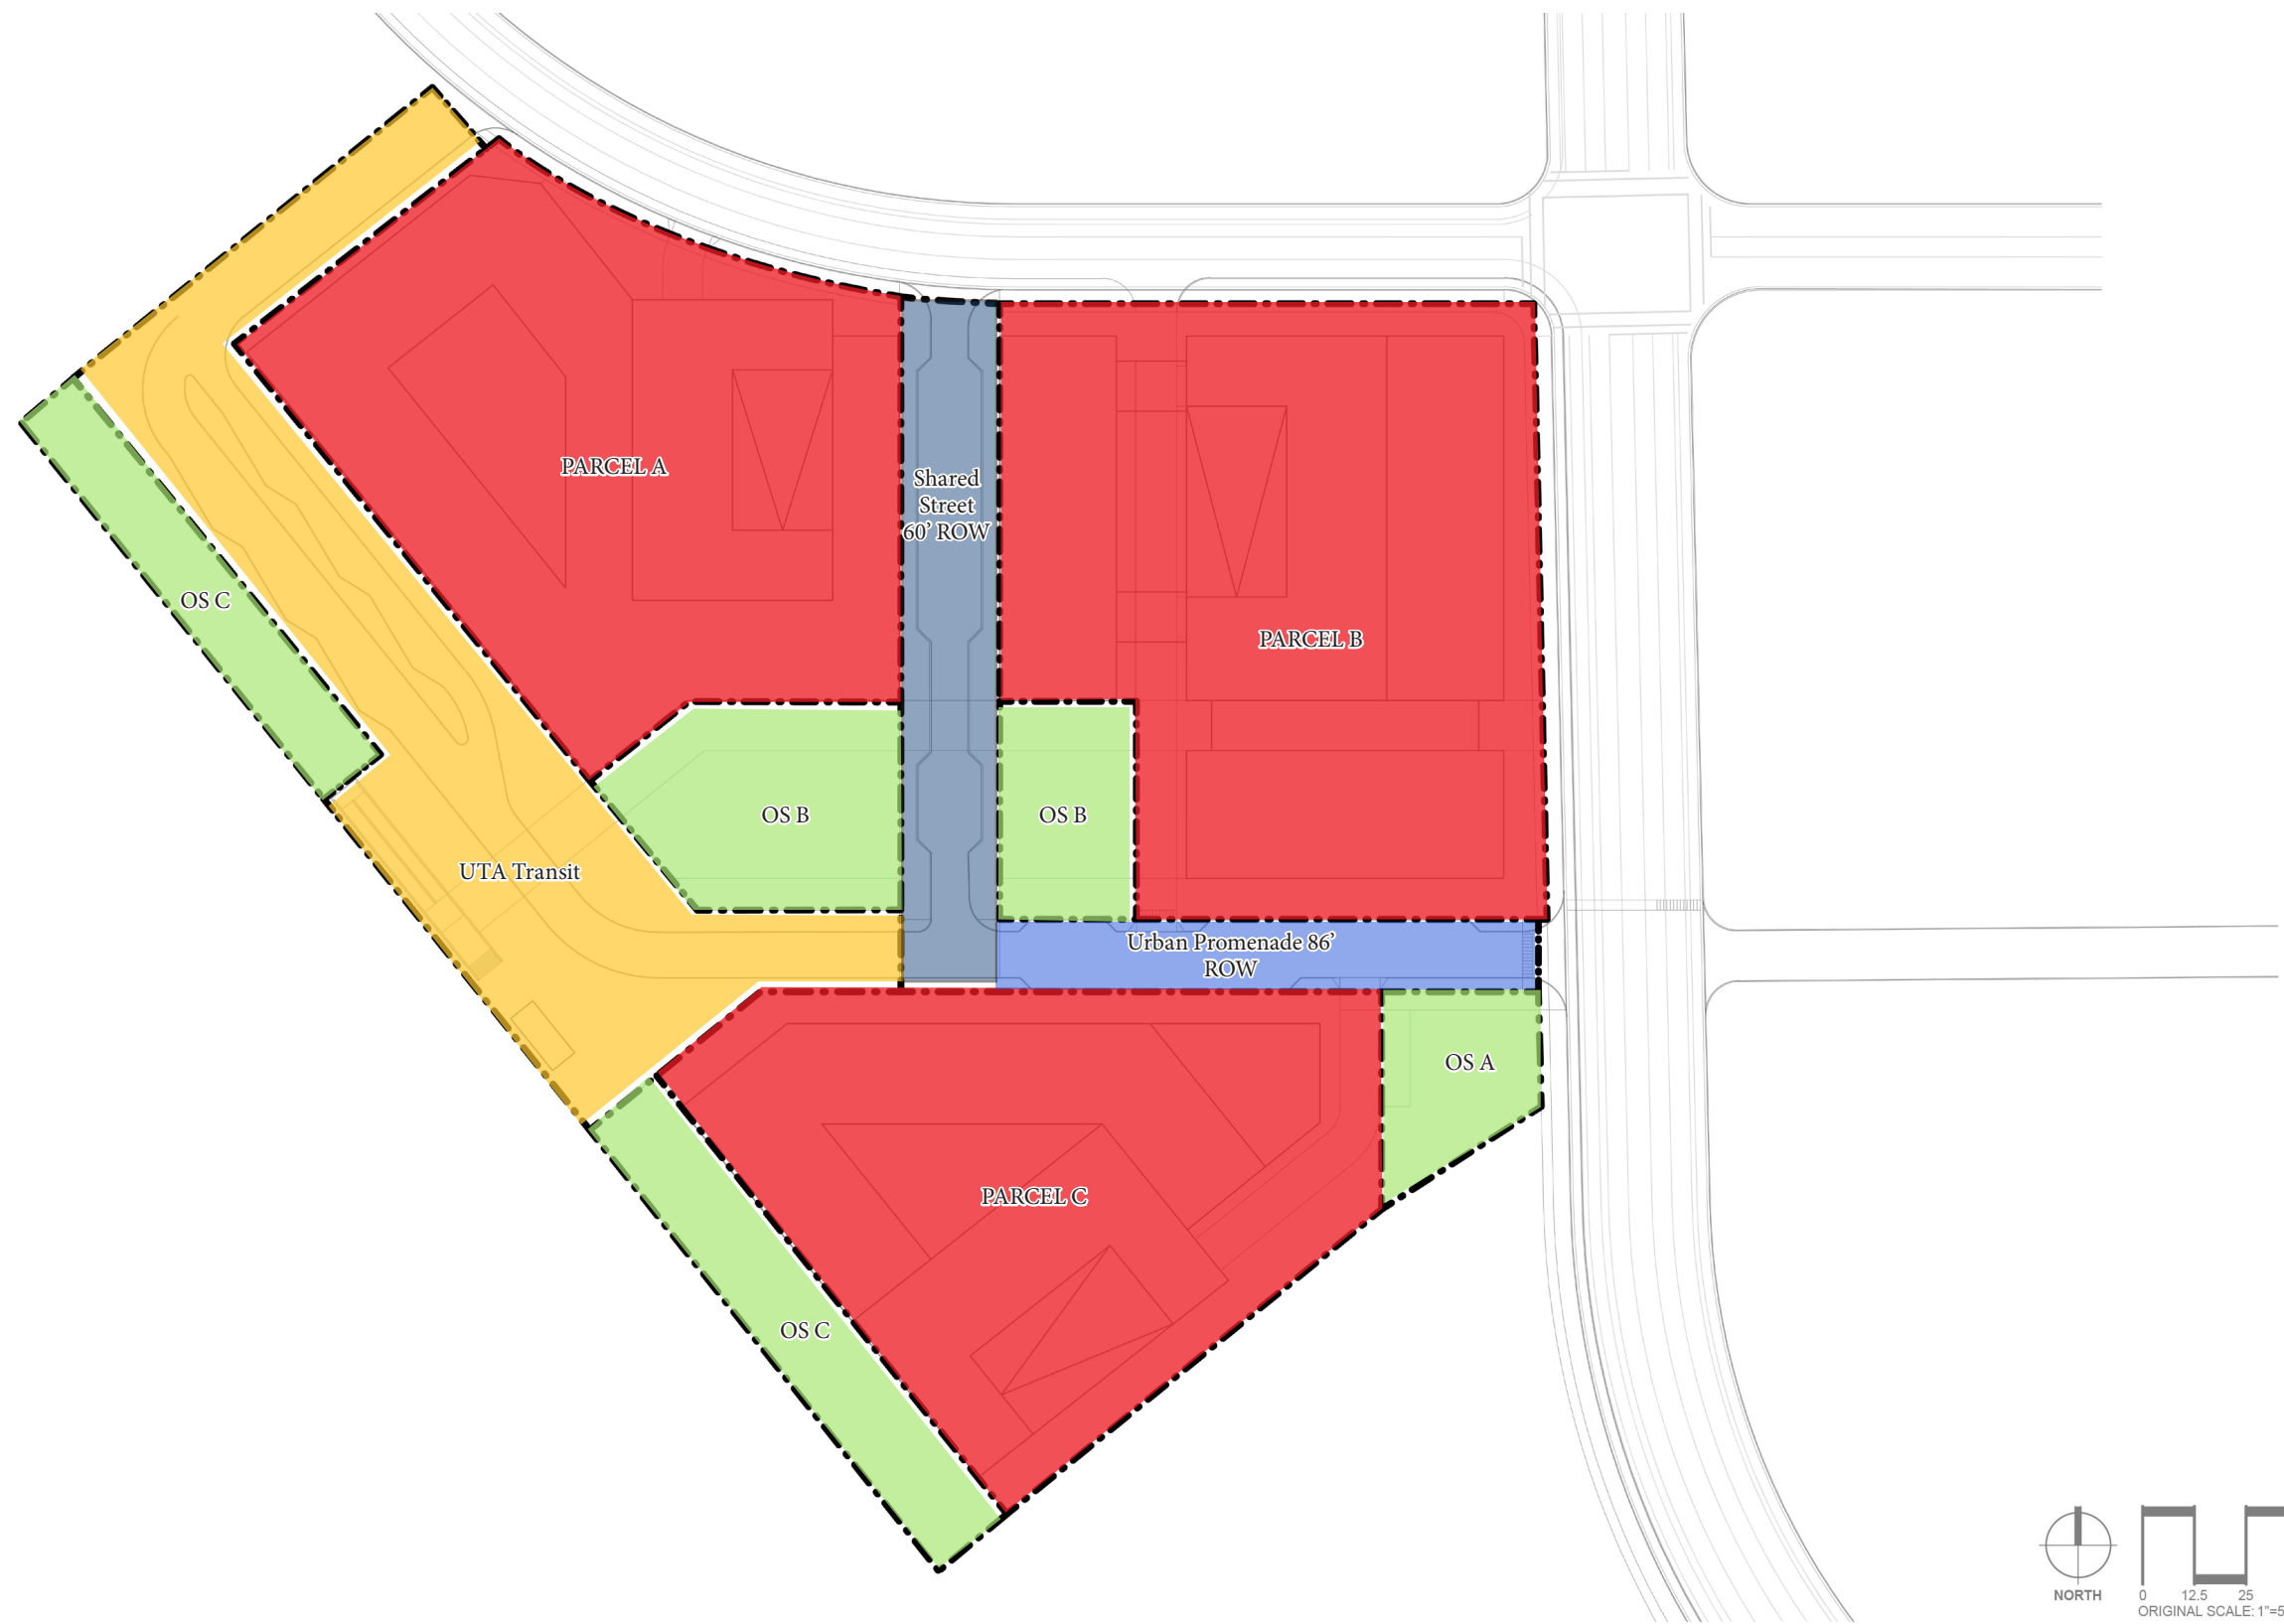 PARCEL A
Shared
Street
60’ ROW
OS C
PARCEL B
OS B
OS B
UTA Transit
Urban Promenade 86’
ROW
OS A
PARCEL C
OS C
NORTH
0 12.5 25
ORIGINAL SCALE: 1"=5